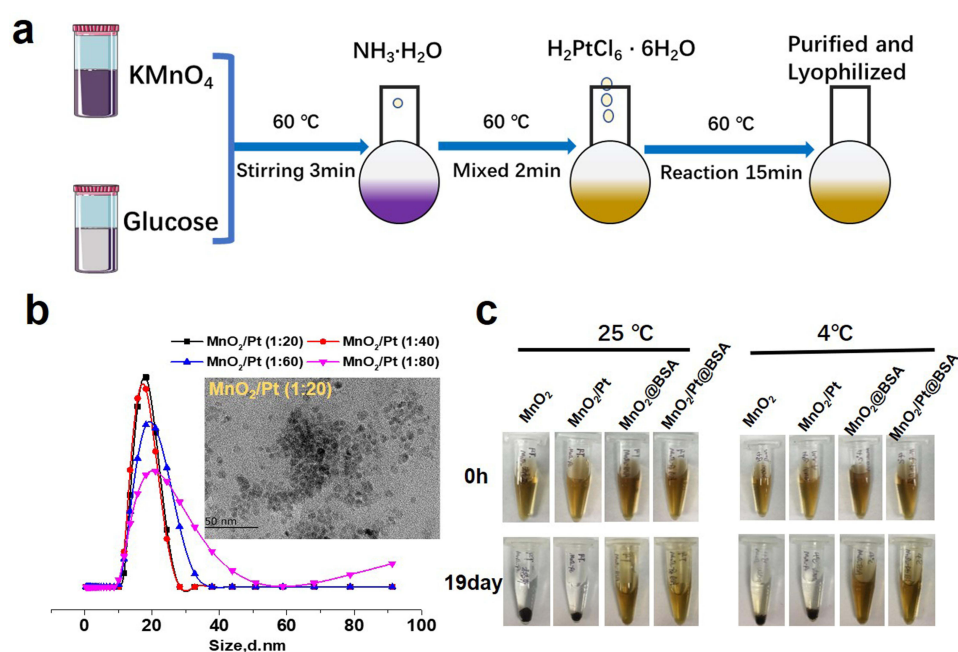 a
KMnO₄
Glucose
60 ℃
Stirring 3min
NH₃·H₂O
60 ℃
Mixed 2min
H₂PtCl₆ · 6H₂O
60 ℃
Reaction 15min
Purified and
Lyophilized
b
MnO₂/Pt (1:20)
MnO₂/Pt (1:40)
MnO₂/Pt (1:60)
MnO₂/Pt (1:80)
MnO₂/Pt (1:20)
50 nm
0
20
40
60
80
100
Size,d.nm
c
25 ℃
4℃
MnO₂
MnO₂/Pt
MnO₂@BSA
MnO₂/Pt@BSA
MnO₂
MnO₂/Pt
MnO₂@BSA
MnO₂/Pt@BSA
0h
19day